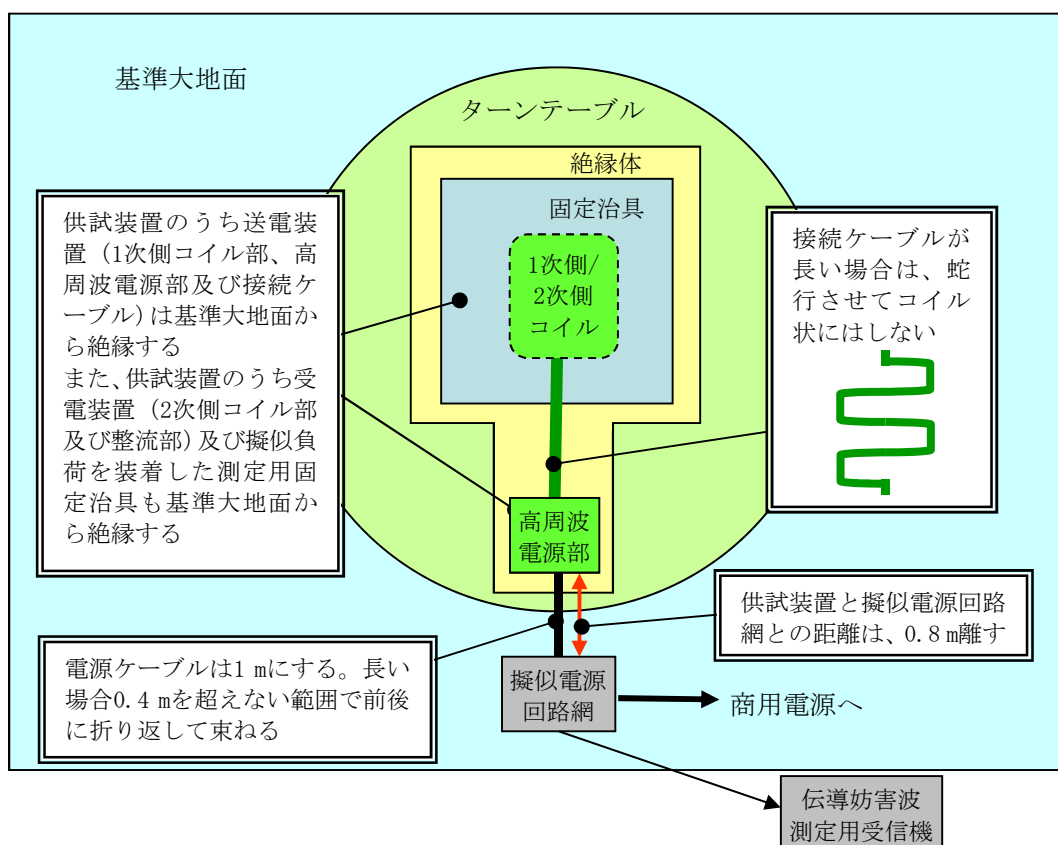 基準大地面
ターンテーブル
絶縁体
固定治具
1次側/
2次側
コイル
供試装置のうち送電装
置（1次側コイル部、高
周波電源部及び接続ケ
ーブル)は基準大地面か
ら絶縁する
また、供試装置のうち受
電装置（2次側コイル部
及び整流部)及び擬似負
荷を装着した測定用固
定治具も基準大地面か
ら絶縁する
接続ケーブルが
長い場合は、蛇
行させてコイル
状にはしない
高周波
電源部
供試装置と擬似電源回路
網との距離は、0.8 m離す
電源ケーブルは1 mにする。長い
場合0.4 mを超えない範囲で前後
に折り返して束ねる
擬似電源
回路網
商用電源へ
伝導妨害波
測定用受信機